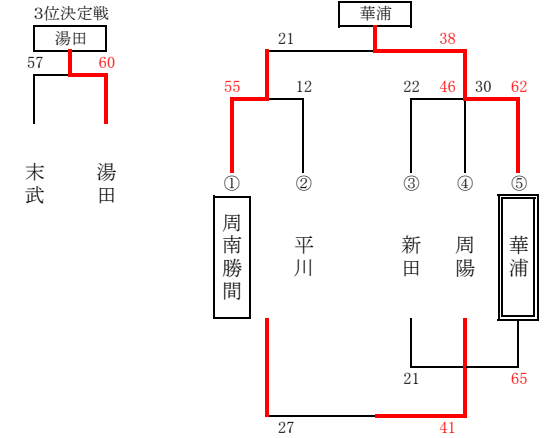 3位決定戦
湯田
57 60
末武 湯田
華浦
21 38
55 12 22 46 30 62
① ② ③ ④ ⑤
周南勝間 平川 新田 周陽 華浦
21 65
27 41